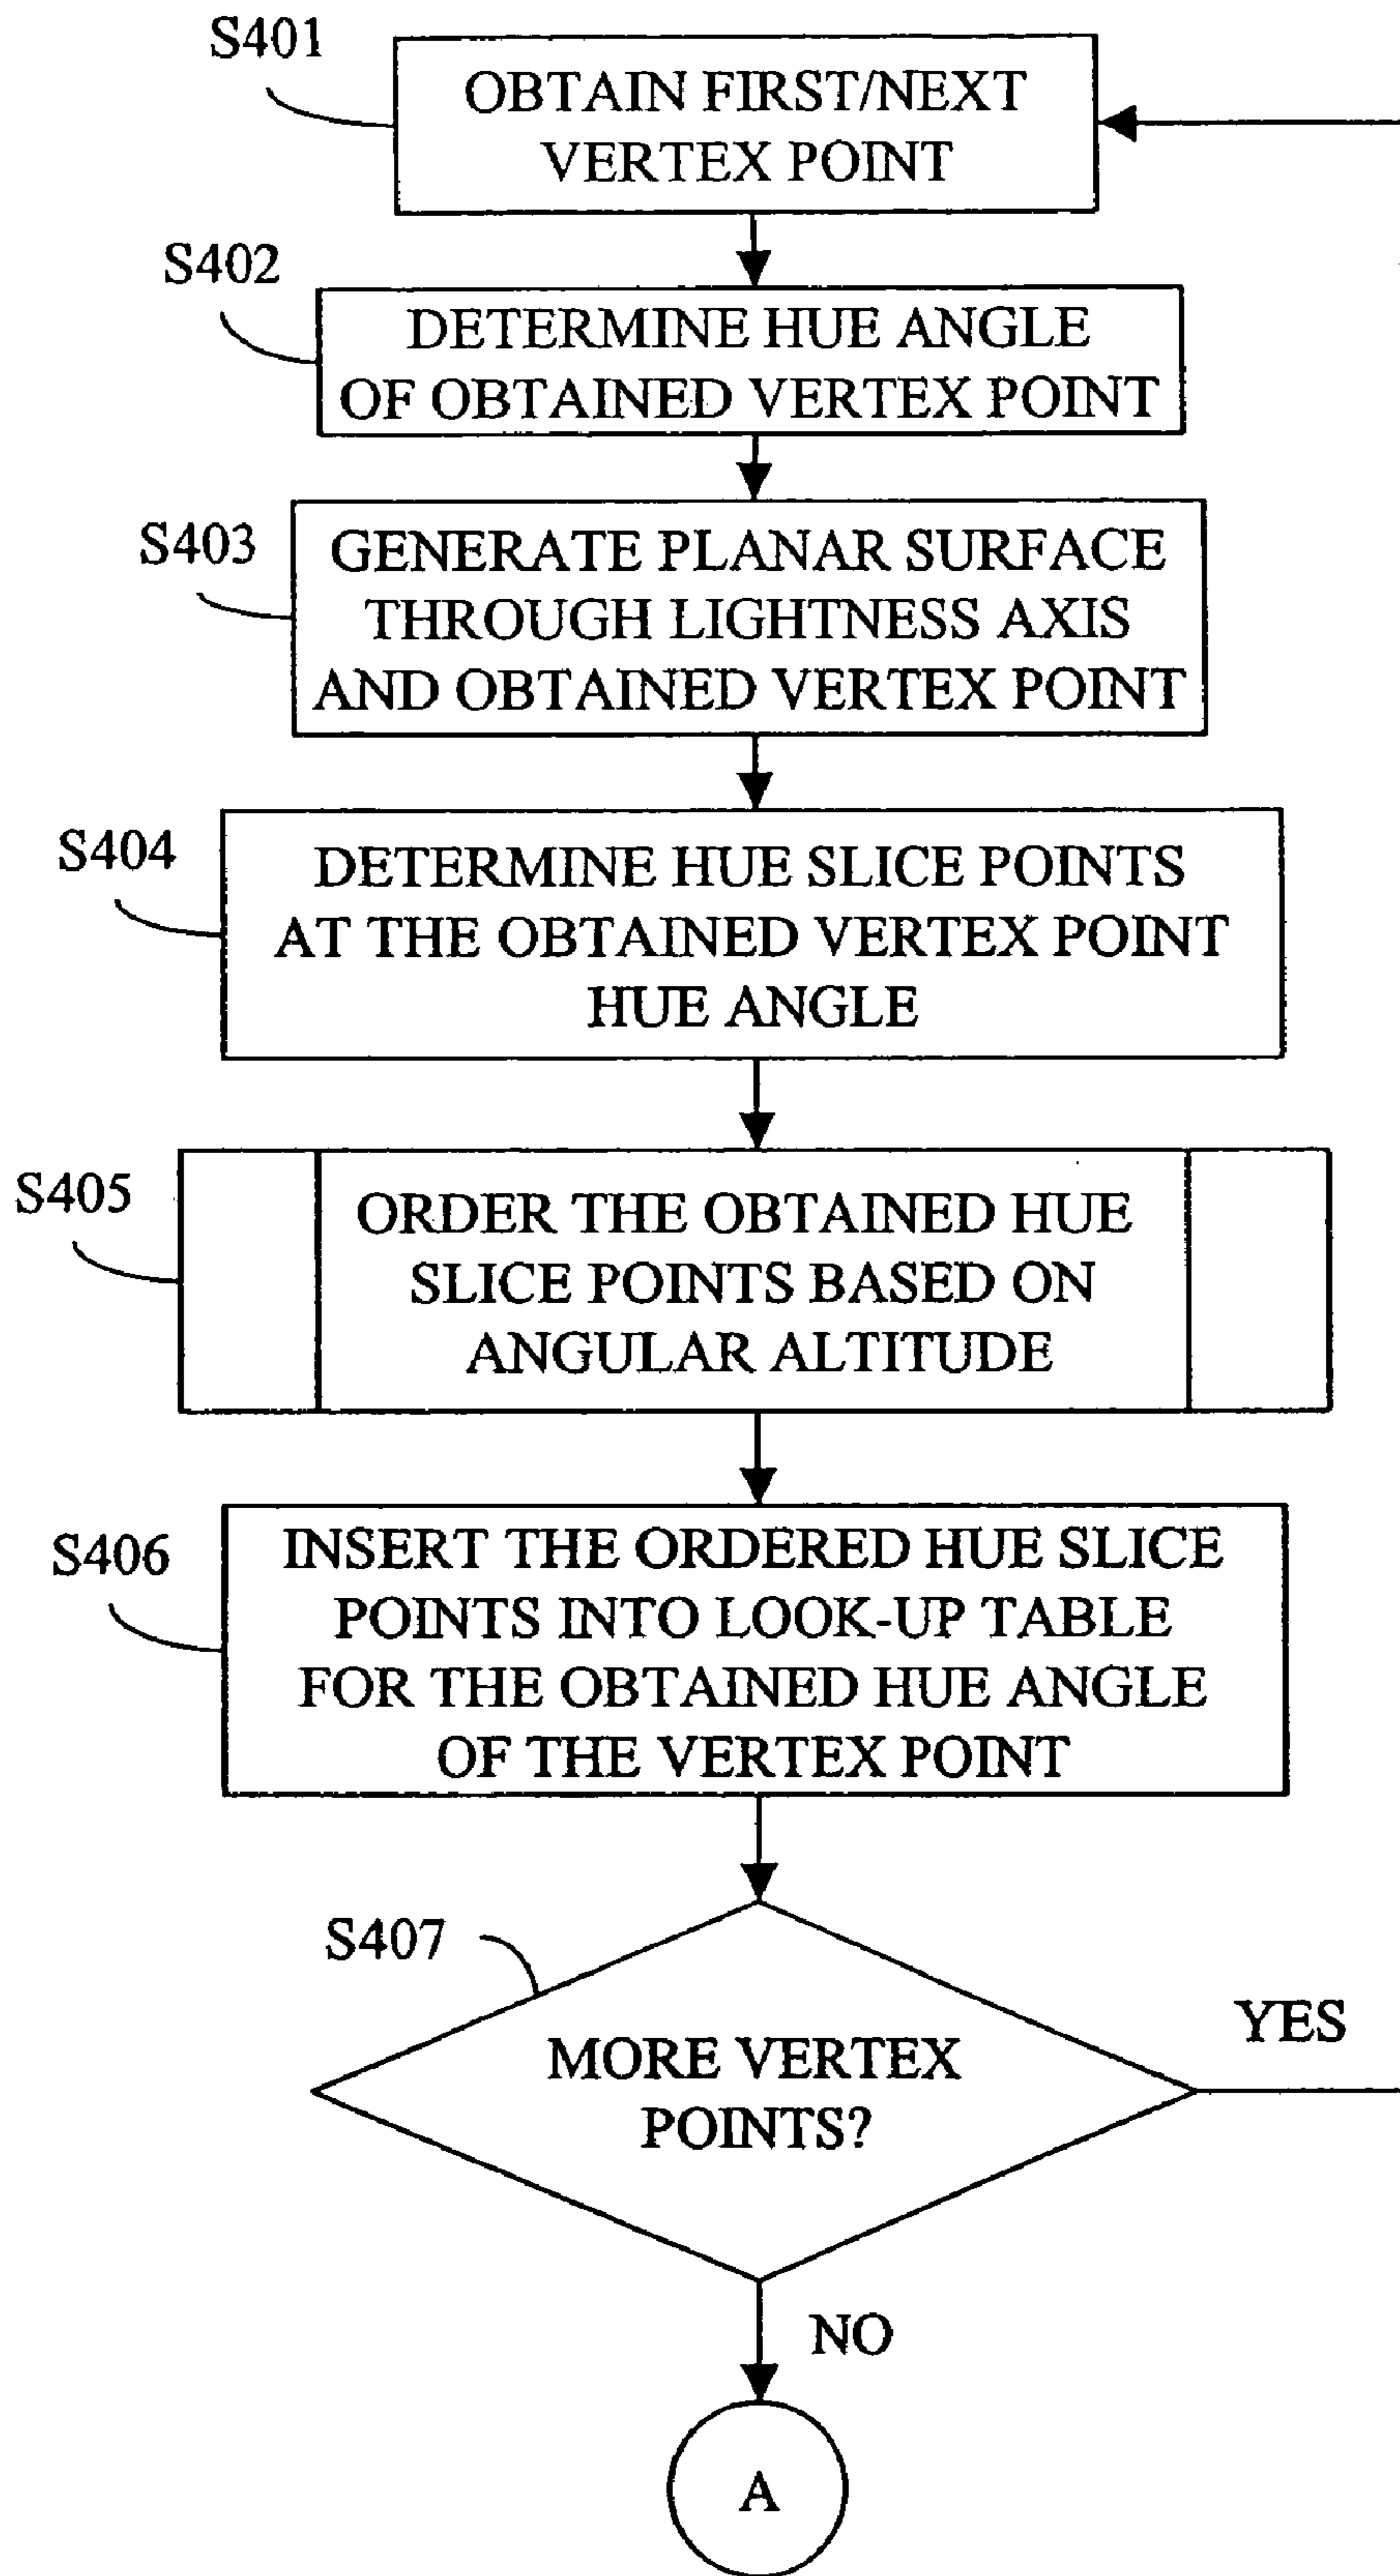 S401
OBTAIN FIRST/NEXT
VERTEX POINT
S402
DETERMINE HUE ANGLE
OF OBTAINED VERTEX POINT
S403
GENERATE PLANAR SURFACE
THROUGH LIGHTNESS AXIS
AND OBTAINED VERTEX POINT
S404
DETERMINE HUE SLICE POINTS
AT THE OBTAINED VERTEX POINT
HUE ANGLE
S405
ORDER THE OBTAINED HUE
SLICE POINTS BASED ON
ANGULAR ALTITUDE
S406
INSERT THE ORDERED HUE SLICE
POINTS INTO LOOK-UP TABLE
FOR THE OBTAINED HUE ANGLE
OF THE VERTEX POINT
S407
MORE VERTEX
POINTS?
YES
NO
A